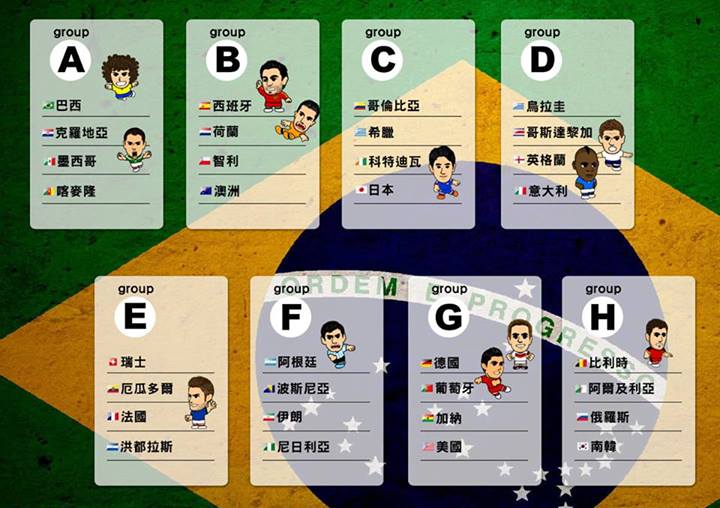 group
A
巴西
克羅地亞
墨西哥
喀麥隆
group
B
西班牙
荷蘭
智利
澳洲
group
C
哥倫比亞
希臘
科特迪瓦
日本
group
D
烏拉圭
哥斯達黎加
英格蘭
意大利
group
E
瑞士
厄瓜多爾
法國
洪都拉斯
group
F
阿根廷
波斯尼亞
伊朗
尼日利亞
group
G
德國
葡萄牙
加納
美國
group
H
比利時
阿爾及利亞
俄羅斯
南韓
ORDEM E PROGRESSO